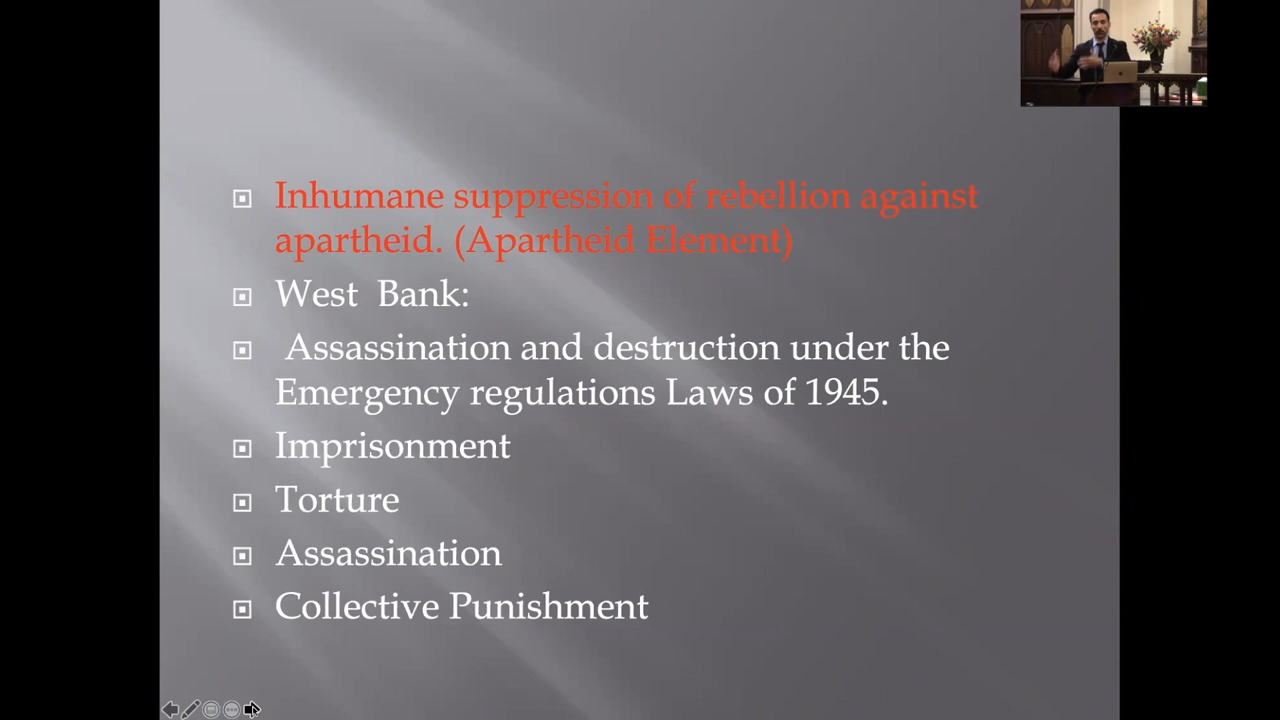 Inhumane suppression of rebellion against
apartheid. (Apartheid Element)
West  Bank:
Assassination and destruction under the
Emergency regulations Laws of 1945.
Imprisonment
Torture
Assassination
Collective Punishment